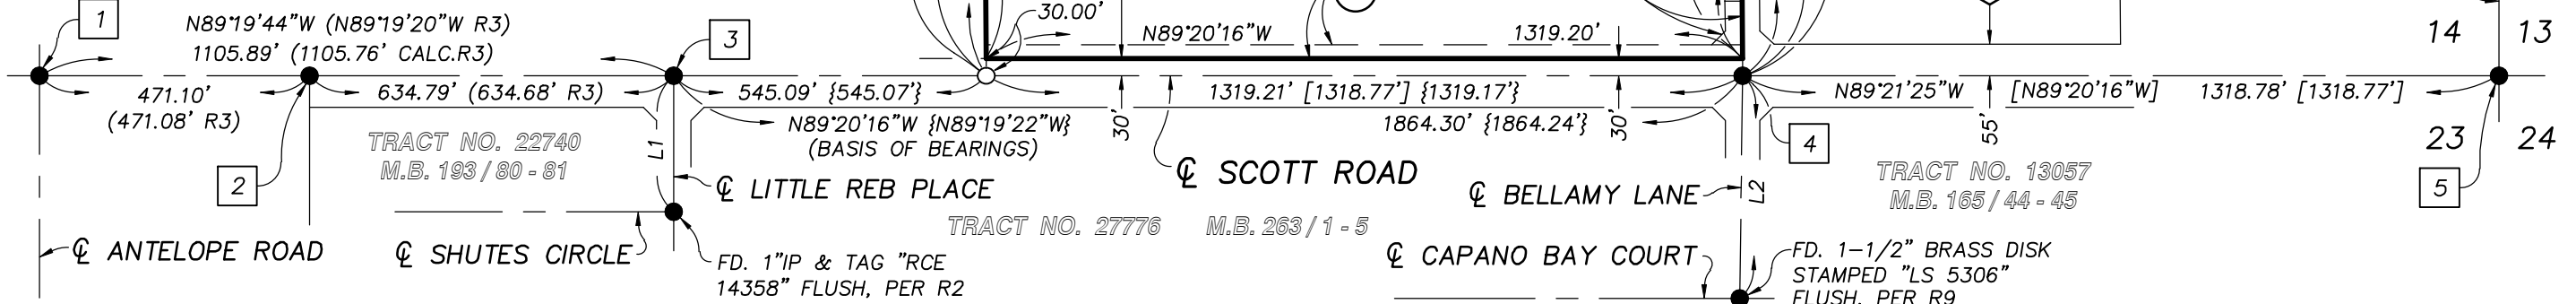 1
N89°19'44"W (N89°19'20"W R3)
1105.89' (1105.76' CALC.R3)
3
30.00'
N89°20'16"W
1319.20'
14
13
471.10'
(471.08' R3)
634.79' (634.68' R3)
545.09' {545.07'}
1319.21' [1318.77'] {1319.17'}
N89°21'25"W
[N89°20'16"W]
1318.78' [1318.77']
N89°20'16"W {N89°19'22"W}
(BASIS OF BEARINGS)
30'
1864.30' {1864.24'}
30'
55'
4
23
24
TRACT NO. 22740
M.B. 193 / 80 - 81
L1
2
℄ SCOTT ROAD
TRACT NO. 13057
M.B. 165 / 44 - 45
5
℄ LITTLE REB PLACE
℄ BELLAMY LANE
L2
TRACT NO. 27776
M.B. 263 / 1 - 5
℄ ANTELOPE ROAD
℄ SHUTES CIRCLE
FD. 1"IP & TAG "RCE
14358" FLUSH, PER R2
℄ CAPANO BAY COURT
FD. 1-1/2" BRASS DISK
STAMPED "LS 5306"
FLUSH, PER R9